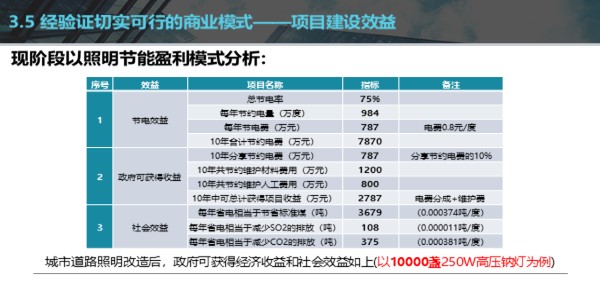 3.5 经验证切实可行的商业模式——项目建设效益
现阶段以照明节能盈利模式分析：
序号 效益 项目名称 指标 备注
1 节电效益 总节电率 75%
每年节约电量（万度） 984
每年节约电费（万元） 787 电费0.8元/度
10年合计节约电费（万元） 7870
2 政府可获得收益 10年分享节约电费（万元） 787 分享节约电费的10%
10年共节约维护材料费用（万元） 1200
10年共节约维护人工费用（万元） 800
10年中可总计获得项目收益（万元） 2787 电费分成+维护费
3 社会效益 每年省电相当于节省标准煤（吨） 3679 (0.000374吨/度)
每年省电相当于减少SO2的排放（吨） 108 (0.000011吨/度)
每年省电相当于减少CO2的排放（吨） 375 (0.000381吨/度)
城市道路照明改造后，政府可获得经济收益和社会效益如上(以10000盏250W高压钠灯为例)